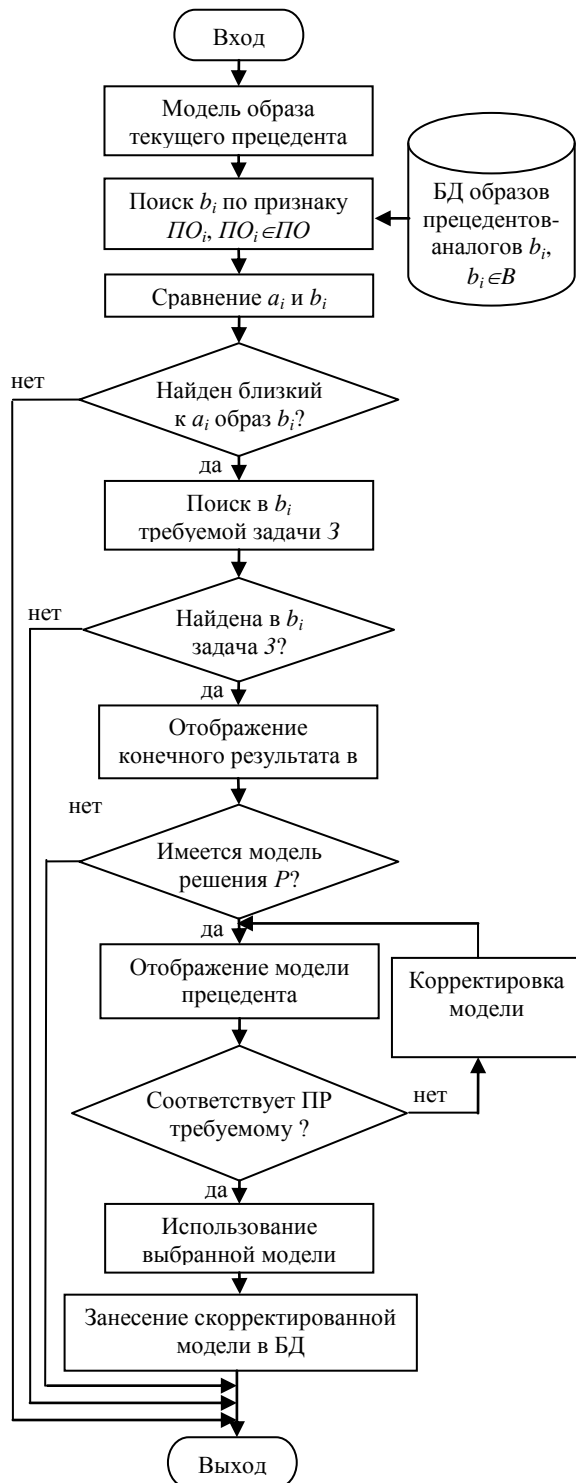 Вход
Модель образа
текущего прецедента
Поиск bᵢ по признаку
ПОᵢ, ПОᵢ∈ПО
БД образов
прецедентов-
аналогов bᵢ,
bᵢ∈B
Сравнение aᵢ и bᵢ
нет
Найден близкий
к aᵢ образ bᵢ?
да
Поиск в bᵢ
требуемой задачи З
нет
Найдена в bᵢ
задача З?
да
Отображение
конечного результата в
нет
Имеется модель
решения Р?
да
Отображение модели
прецедента
Корректировка
модели
Соответствует ПР
требуемому ?
нет
да
Использование
выбранной модели
Занесение скорректированной
модели в БД
Выход